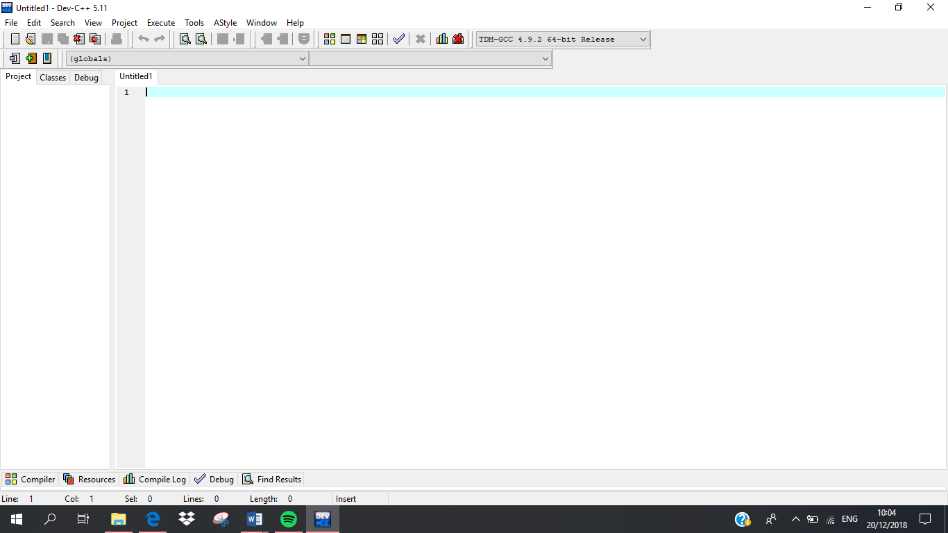 Untitled1 - Dev-C++ 5.11
File Edit Search View Project Execute Tools AStyle Window Help
TDM-GCC 4.9.2 64-bit Release
(globals)
Project Classes Debug Untitled1
1
Compiler Resources Compile Log Debug Find Results
Line: 1 Col: 1 Sel: 0 Lines: 0 Length: 0 Insert
ENG 10:04
20/12/2018